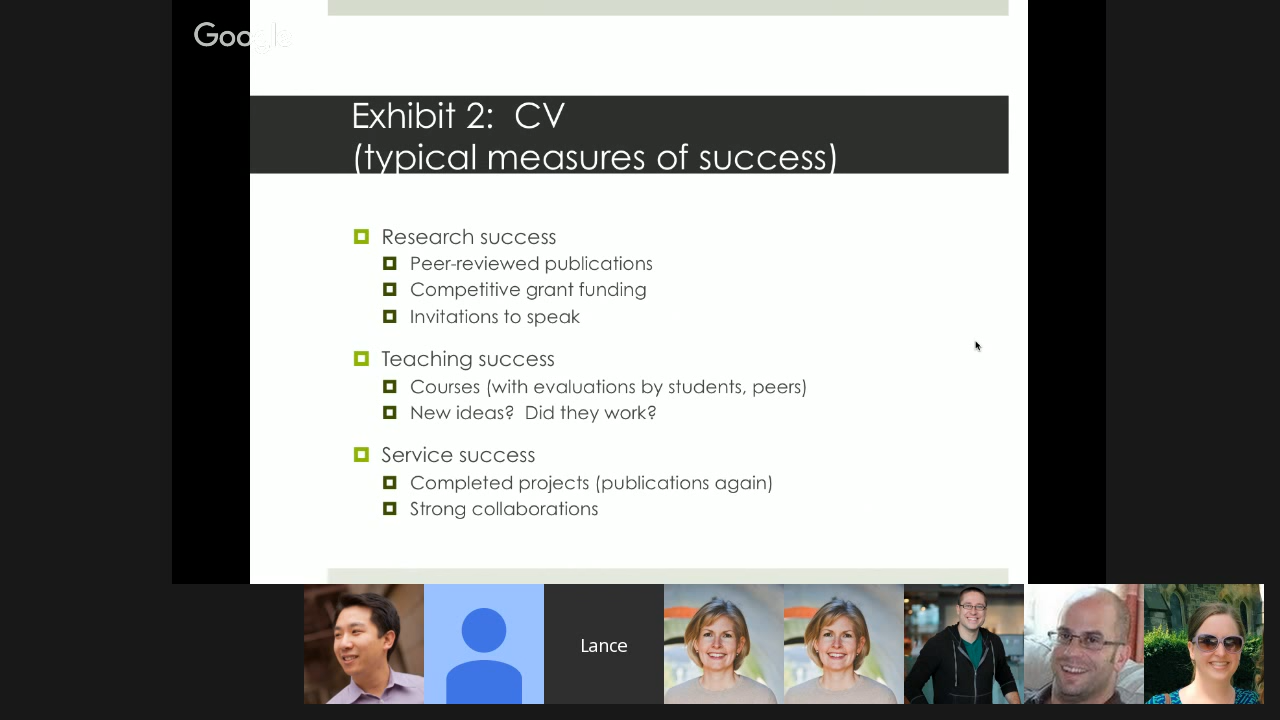 Google
Exhibit 2: CV
(typical measures of success)
Research success
Peer-reviewed publications
Competitive grant funding
Invitations to speak
Teaching success
Courses (with evaluations by students, peers)
New ideas? Did they work?
Service success
Completed projects (publications again)
Strong collaborations
Lance